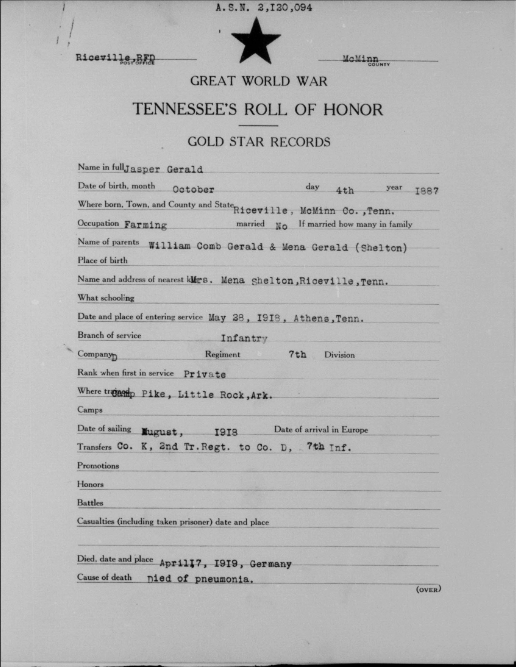 A.S.N. 2,120,094
Riceville,RFD McMinn
POST OFFICE COUNTY
GREAT WORLD WAR
TENNESSEE'S ROLL OF HONOR
GOLD STAR RECORDS
Name in full Jasper Gerald
Date of birth, month October day 4th year 1887
Where born, Town, and County and State Riceville, McMinn Co.,Tenn.
Occupation Farming married No If married how many in family
Name of parents William Comb Gerald & Mena Gerald (Shelton)
Place of birth
Name and address of nearest Mrs. Mena Shelton,Riceville,Tenn.
What schooling
Date and place of entering service May 28, 1918, Athens,Tenn.
Branch of service Infantry
Company D Regiment 7th Division
Rank when first in service Private
Where trained Camp Pike, Little Rock,Ark.
Camps
Date of sailing August, 1918 Date of arrival in Europe
Transfers Co. K, 2nd Tr.Regt. to Co. D, 7th Inf.
Promotions
Honors
Battles
Casualties (including taken prisoner) date and place
Died, date and place April 17, 1919, Germany
Cause of death Died of pneumonia.
(OVER)